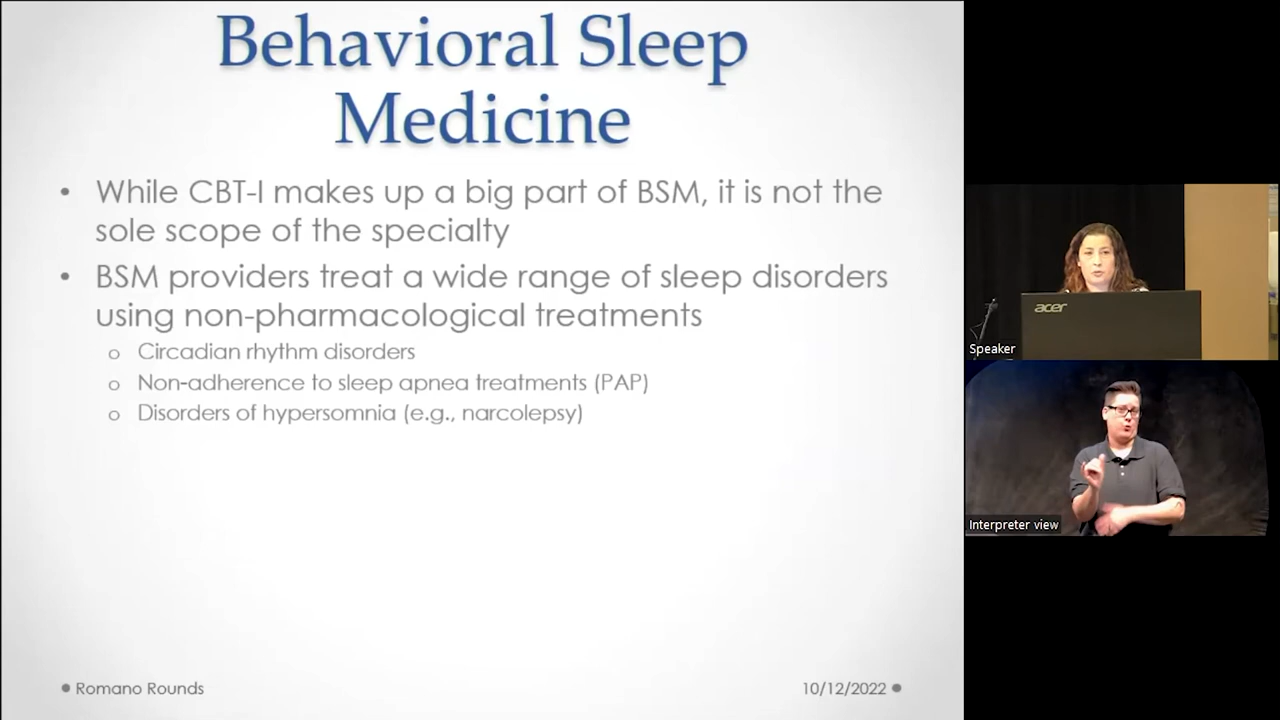 Behavioral Sleep
Medicine
• While CBT-I makes up a big part of BSM, it is not the
sole scope of the specialty
• BSM providers treat a wide range of sleep disorders
using non-pharmacological treatments
o Circadian rhythm disorders
o Non-adherence to sleep apnea treatments (PAP)
o Disorders of hypersomnia (e.g., narcolepsy)
• Romano Rounds
10/12/2022 •
acer
Speaker
Interpreter view